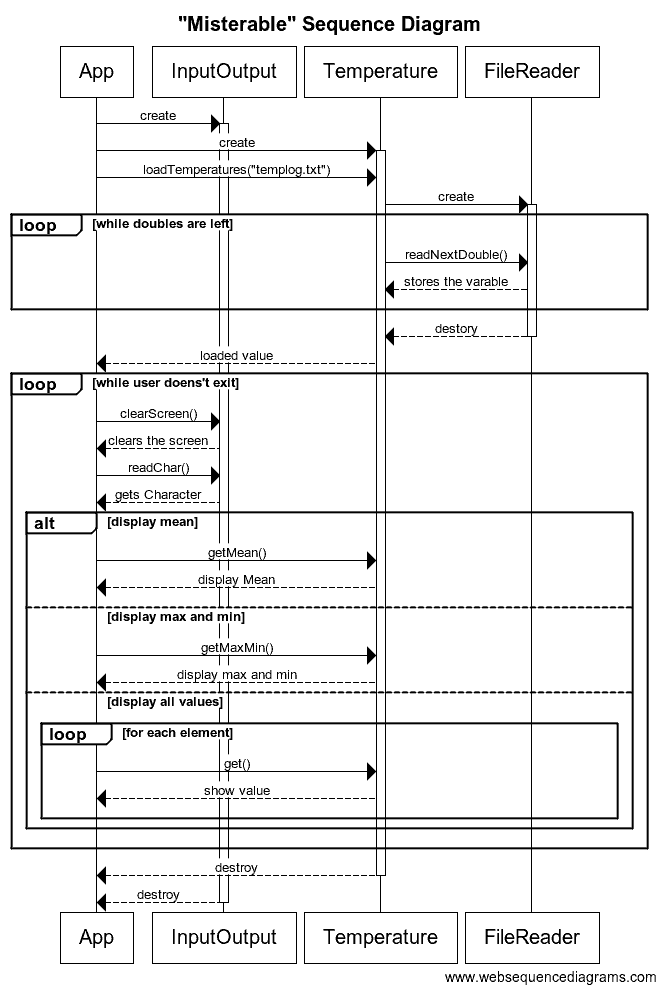 "Misterable" Sequence Diagram
App InputOutput Temperature FileReader
create
create
loadTemperatures("templog.txt")
create
loop [while doubles are left]
readNextDouble()
stores the varable
destory
loaded value
loop [while user doens't exit]
clearScreen()
clears the screen
readChar()
gets Character
alt [display mean]
getMean()
display Mean
[display max and min]
getMaxMin()
display max and min
[display all values]
loop [for each element]
get()
show value
destroy
destroy
App InputOutput Temperature FileReader
www.websequencediagrams.com